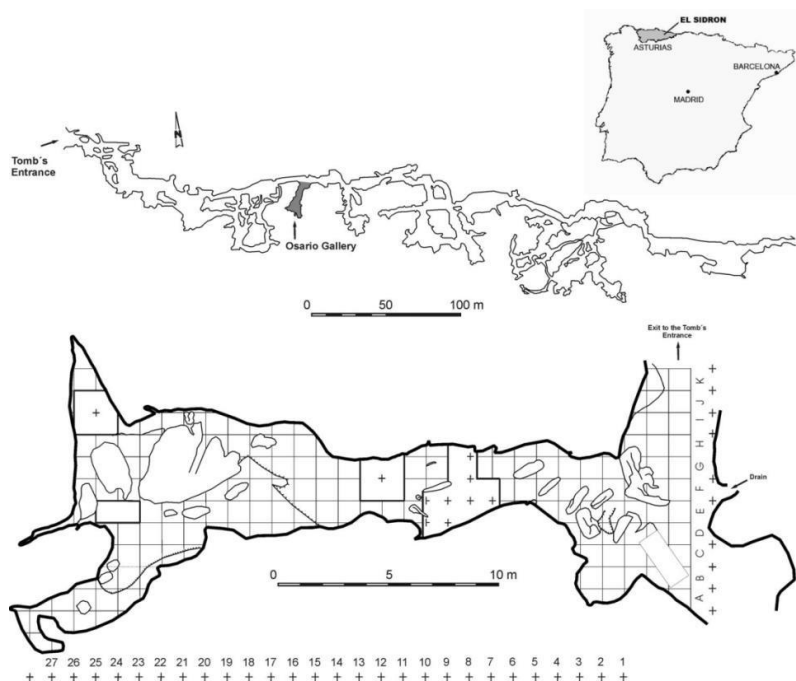 EL SIDRON
ASTURIAS
BARCELONA
MADRID
N
Tomb´s
Entrance
Osario Gallery
0 50 100 m
Exit to the Tomb's
Entrance
K
J
I
H
G
F
E
D
C
B
A
Drain
0 5 10 m
27 26 25 24 23 22 21 20 19 18 17 16 15 14 13 12 11 10 9 8 7 6 5 4 3 2 1